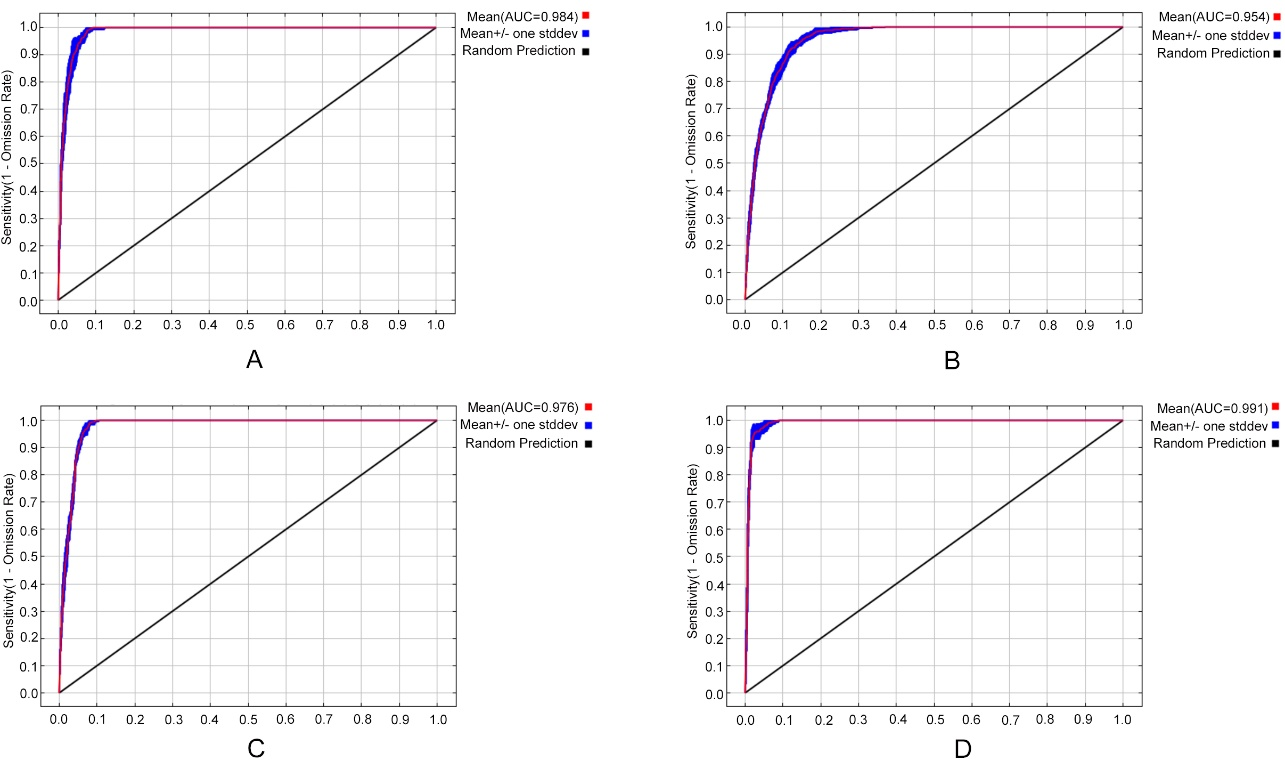 Mean(AUC=0.984)
Mean+/- one stddev
Random Prediction
Sensitivity(1 - Omission Rate)
1.0
0.9
0.8
0.7
0.6
0.5
0.4
0.3
0.2
0.1
0.0
0.0 0.1 0.2 0.3 0.4 0.5 0.6 0.7 0.8 0.9 1.0
A
Mean(AUC=0.954)
Mean+/- one stddev
Random Prediction
Sensitivity(1 - Omission Rate)
1.0
0.9
0.8
0.7
0.6
0.5
0.4
0.3
0.2
0.1
0.0
0.0 0.1 0.2 0.3 0.4 0.5 0.6 0.7 0.8 0.9 1.0
B
Mean(AUC=0.976)
Mean+/- one stddev
Random Prediction
Sensitivity(1 - Omission Rate)
1.0
0.9
0.8
0.7
0.6
0.5
0.4
0.3
0.2
0.1
0.0
0.0 0.1 0.2 0.3 0.4 0.5 0.6 0.7 0.8 0.9 1.0
C
Mean(AUC=0.991)
Mean+/- one stddev
Random Prediction
Sensitivity(1 - Omission Rate)
1.0
0.9
0.8
0.7
0.6
0.5
0.4
0.3
0.2
0.1
0.0
0.0 0.1 0.2 0.3 0.4 0.5 0.6 0.7 0.8 0.9 1.0
D